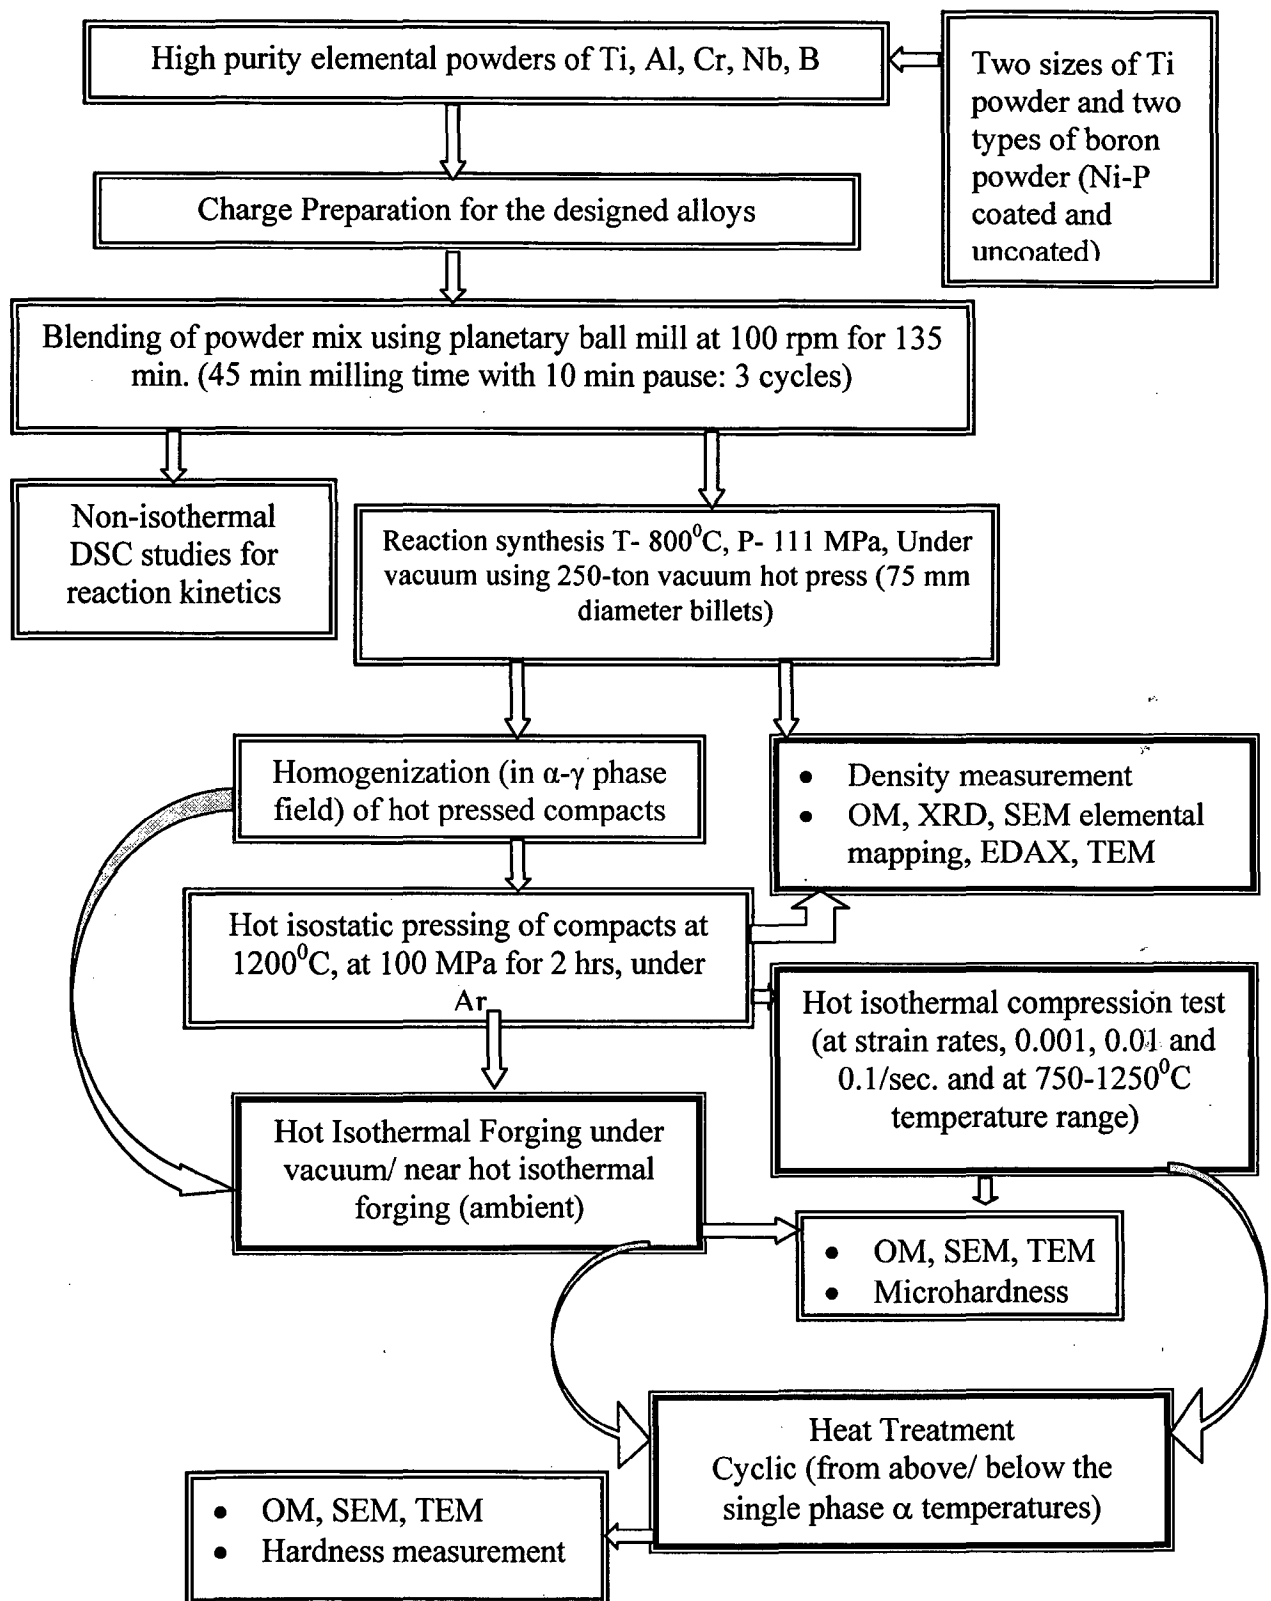 High purity elemental powders of Ti, Al, Cr, Nb, B
Two sizes of Ti
powder and two
types of boron
powder (Ni-P
coated and
uncoated)
Charge Preparation for the designed alloys
Blending of powder mix using planetary ball mill at 100 rpm for 135
min. (45 min milling time with 10 min pause: 3 cycles)
Non-isothermal
DSC studies for
reaction kinetics
Reaction synthesis T- 800⁰C, P- 111 MPa, Under
vacuum using 250-ton vacuum hot press (75 mm
diameter billets)
Homogenization (in α-γ phase
field) of hot pressed compacts
• Density measurement
• OM, XRD, SEM elemental
mapping, EDAX, TEM
Hot isostatic pressing of compacts at
1200⁰C, at 100 MPa for 2 hrs, under
Ar
Hot isothermal compression test
(at strain rates, 0.001, 0.01 and
0.1/sec. and at 750-1250⁰C
temperature range)
Hot Isothermal Forging under
vacuum/ near hot isothermal
forging (ambient)
• OM, SEM, TEM
• Microhardness
Heat Treatment
Cyclic (from above/ below the
single phase α temperatures)
• OM, SEM, TEM
• Hardness measurement